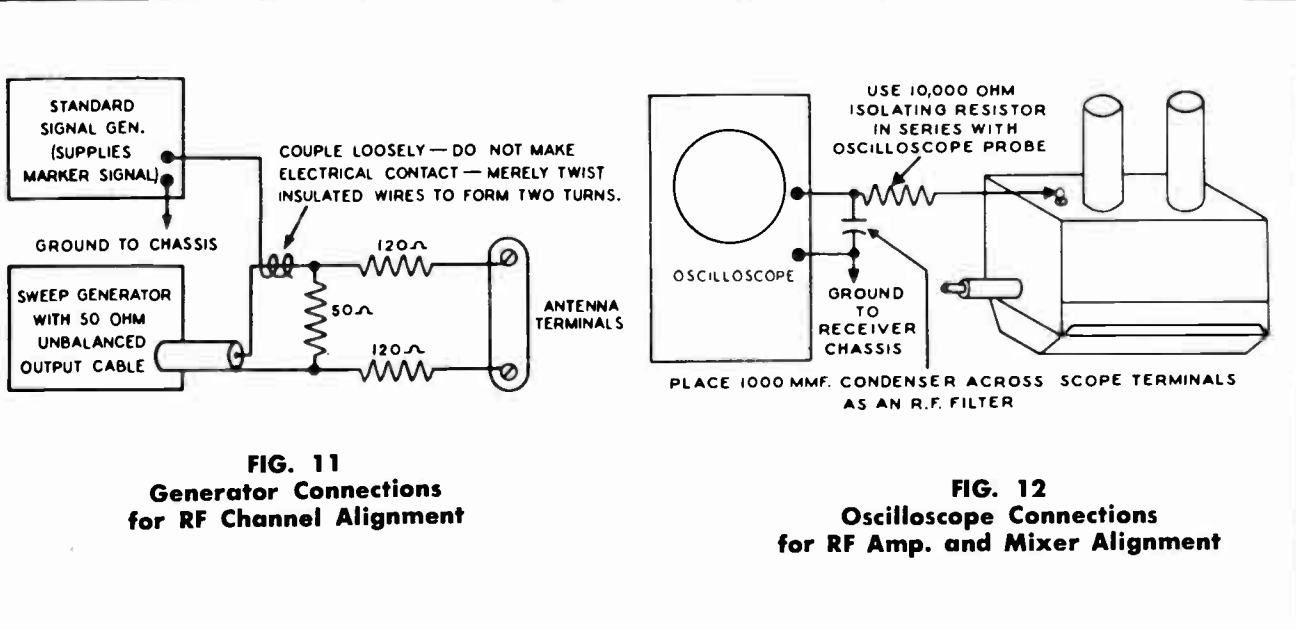 STANDARD
SIGNAL GEN.
(SUPPLIES
MARKER SIGNAL)
GROUND TO CHASSIS
COUPLE LOOSELY — DO NOT MAKE
ELECTRICAL CONTACT — MERELY TWIST
INSULATED WIRES TO FORM TWO TURNS.
SWEEP GENERATOR
WITH 50 OHM
UNBALANCED
OUTPUT CABLE
120Ω
50Ω
120Ω
ANTENNA
TERMINALS
FIG. 11
Generator Connections
for RF Channel Alignment
USE 10,000 OHM
ISOLATING RESISTOR
IN SERIES WITH
OSCILLOSCOPE PROBE
OSCILLOSCOPE
GROUND
TO
RECEIVER
CHASSIS
PLACE 1000 MMF. CONDENSER ACROSS SCOPE TERMINALS
AS AN R.F. FILTER
FIG. 12
Oscilloscope Connections
for RF Amp. and Mixer Alignment